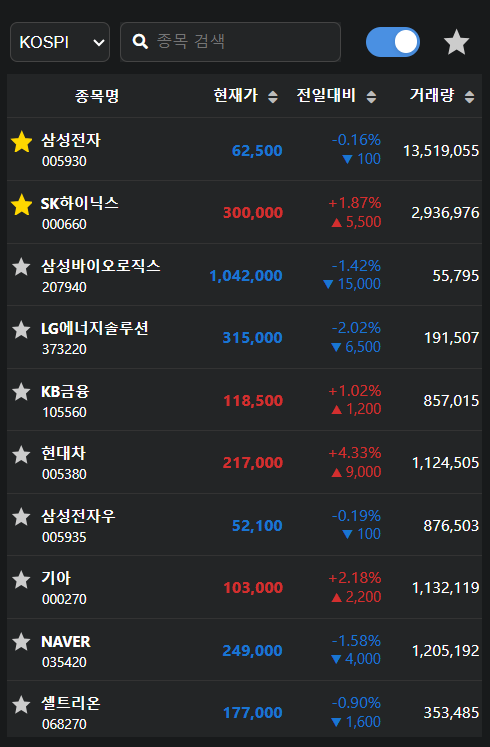 KOSPI 종목 검색
종목명 현재가 전일대비 거래량
삼성전자 62,500 -0.16% 13,519,055
005930 ▼ 100
SK하이닉스 300,000 +1.87% 2,936,976
000660 ▲ 5,500
삼성바이오로직스 1,042,000 -1.42% 55,795
207940 ▼ 15,000
LG에너지솔루션 315,000 -2.02% 191,507
373220 ▼ 6,500
KB금융 118,500 +1.02% 857,015
105560 ▲ 1,200
현대차 217,000 +4.33% 1,124,505
005380 ▲ 9,000
삼성전자우 52,100 -0.19% 876,503
005935 ▼ 100
기아 103,000 +2.18% 1,132,119
000270 ▲ 2,200
NAVER 249,000 -1.58% 1,205,192
035420 ▼ 4,000
셀트리온 177,000 -0.90% 353,485
068270 ▼ 1,600